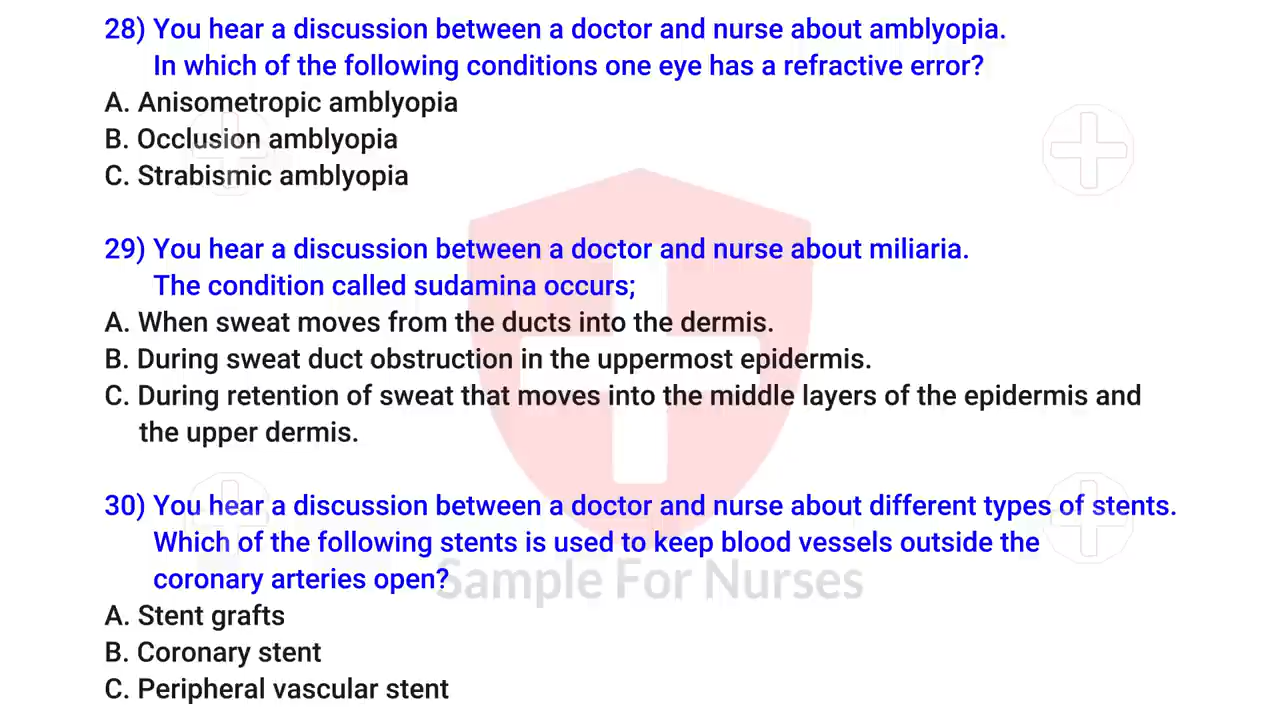 28) You hear a discussion between a doctor and nurse about amblyopia.
In which of the following conditions one eye has a refractive error?
A. Anisometropic amblyopia
B. Occlusion amblyopia
C. Strabismic amblyopia
29) You hear a discussion between a doctor and nurse about miliaria.
The condition called sudamina occurs;
A. When sweat moves from the ducts into the dermis.
B. During sweat duct obstruction in the uppermost epidermis.
C. During retention of sweat that moves into the middle layers of the epidermis and
the upper dermis.
30) You hear a discussion between a doctor and nurse about different types of stents.
Which of the following stents is used to keep blood vessels outside the
coronary arteries open?
Sample For Nurses
A. Stent grafts
B. Coronary stent
C. Peripheral vascular stent